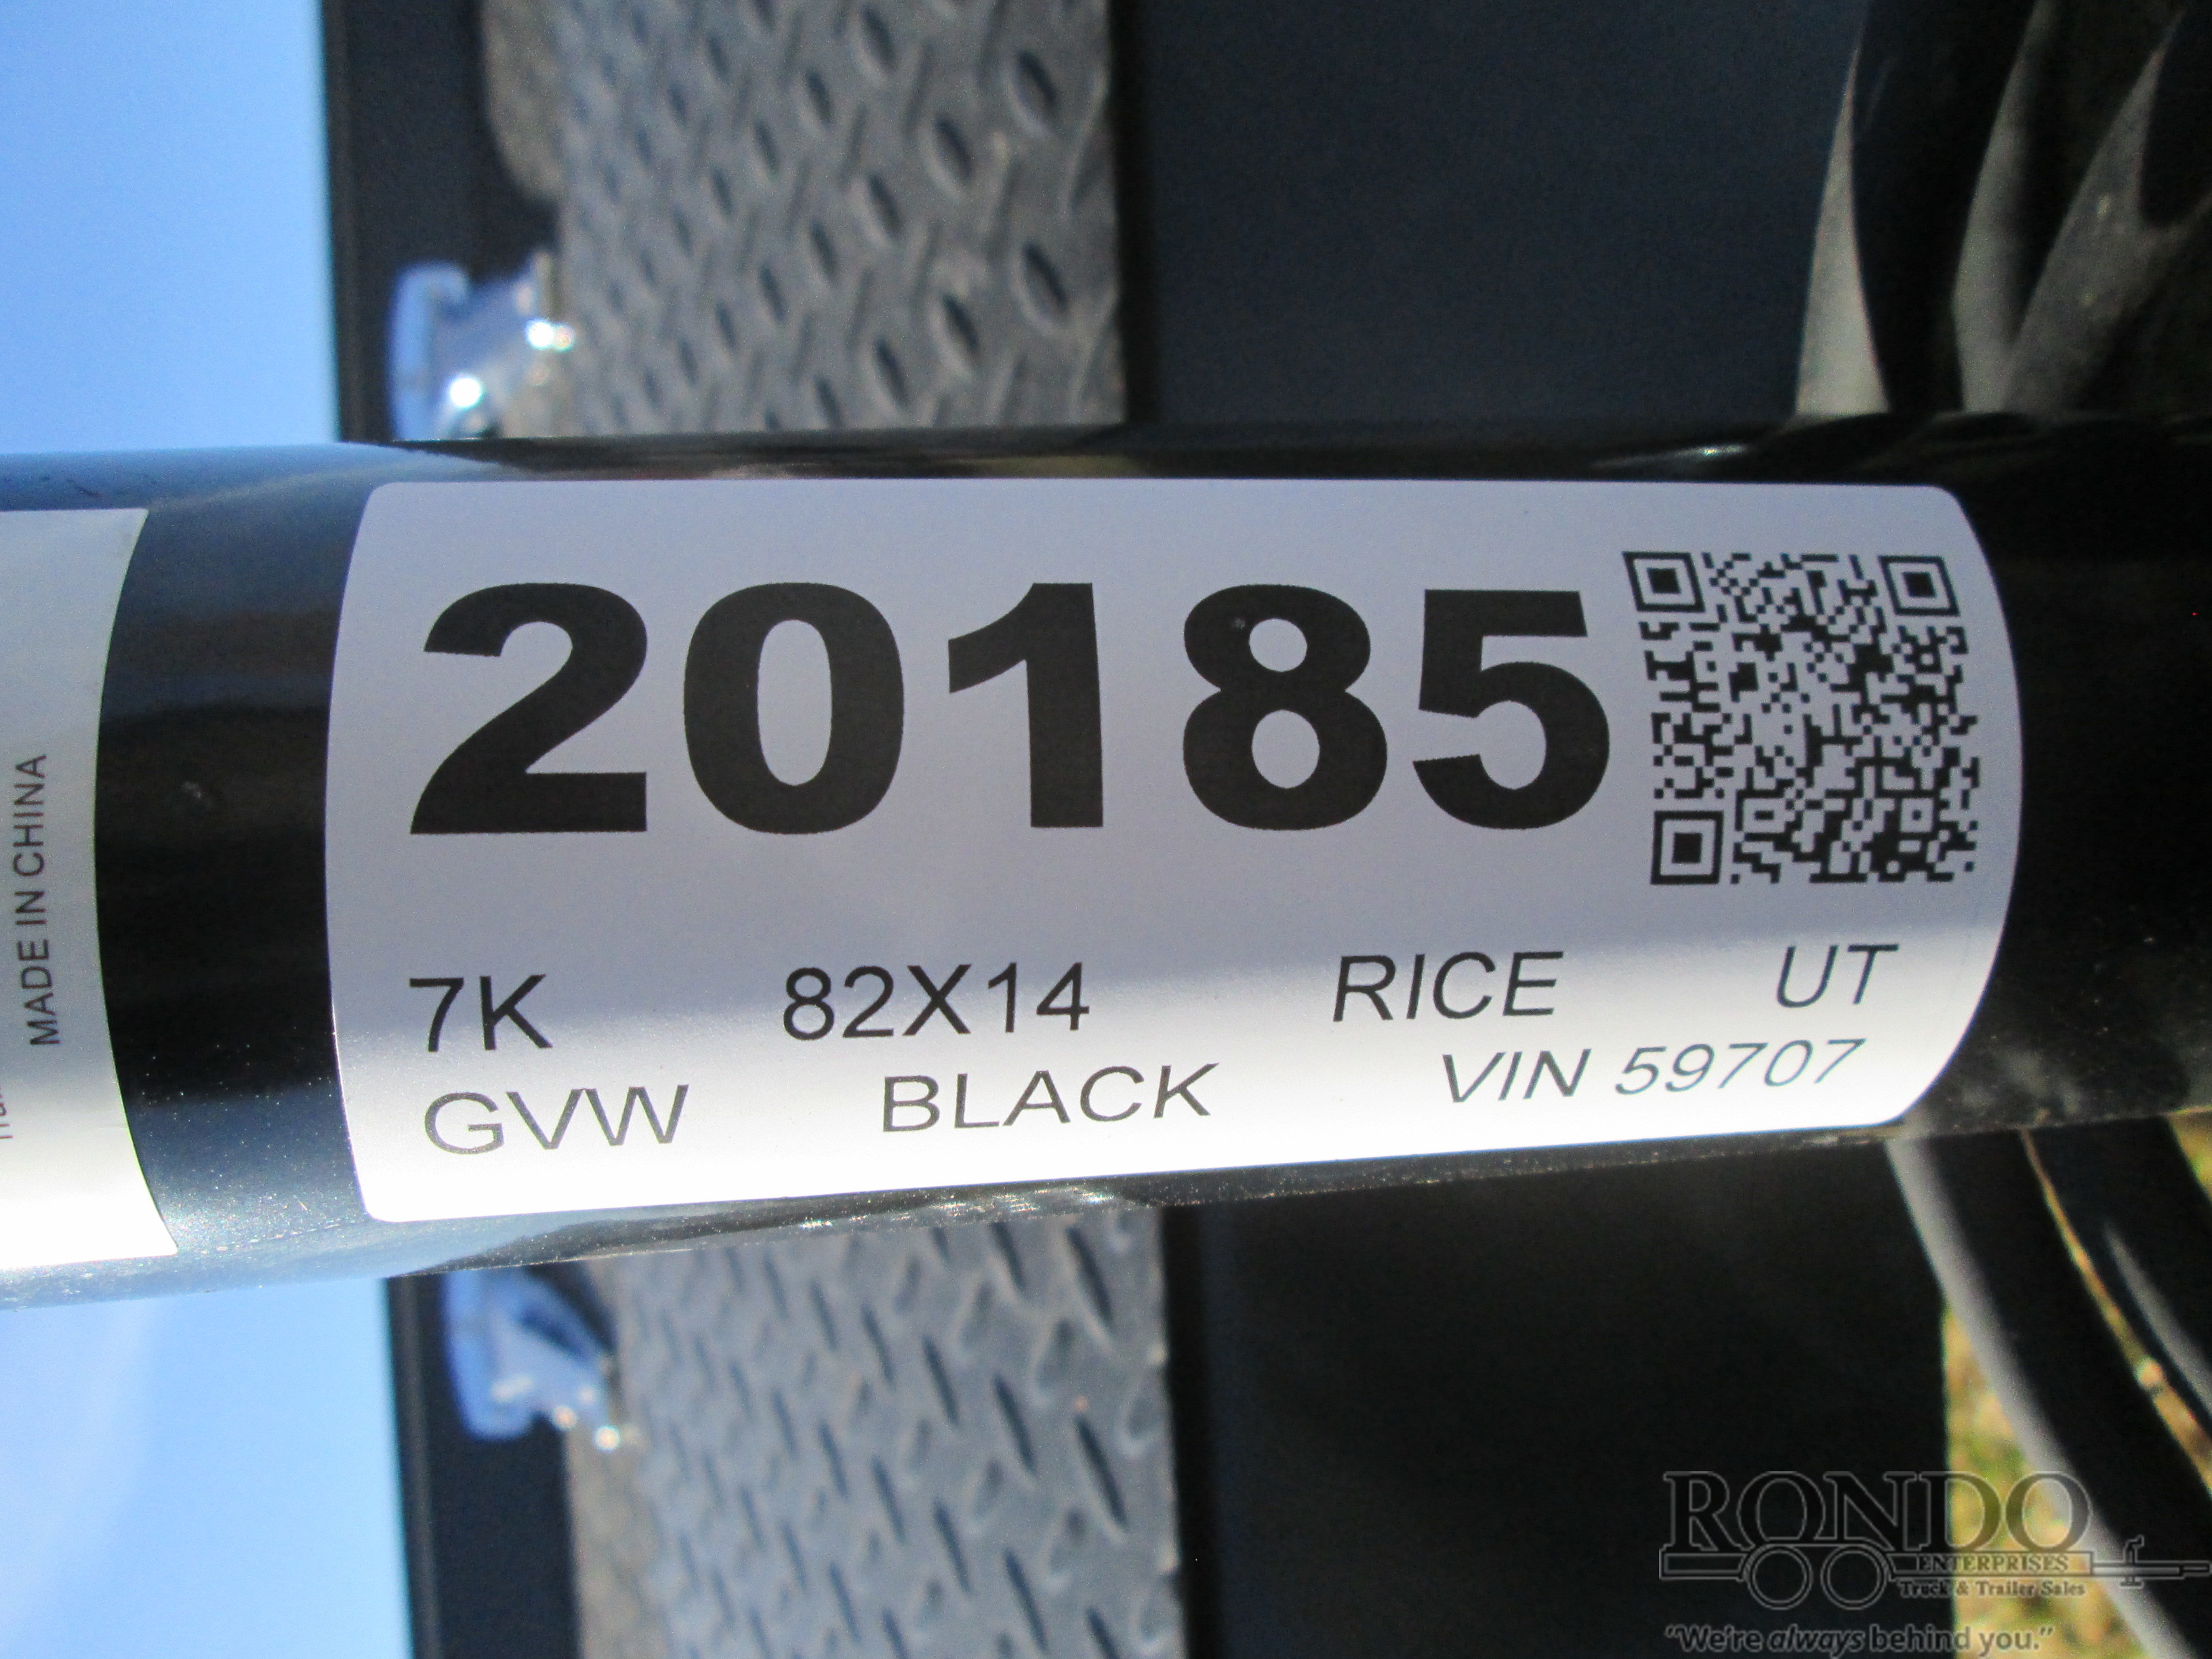 20185
7K 82X14 RICE UT
GVW BLACK VIN 59707
MADE IN CHINA
RONDO
ENTERPRISES
Truck & Trailer Sales
"We're always behind you."